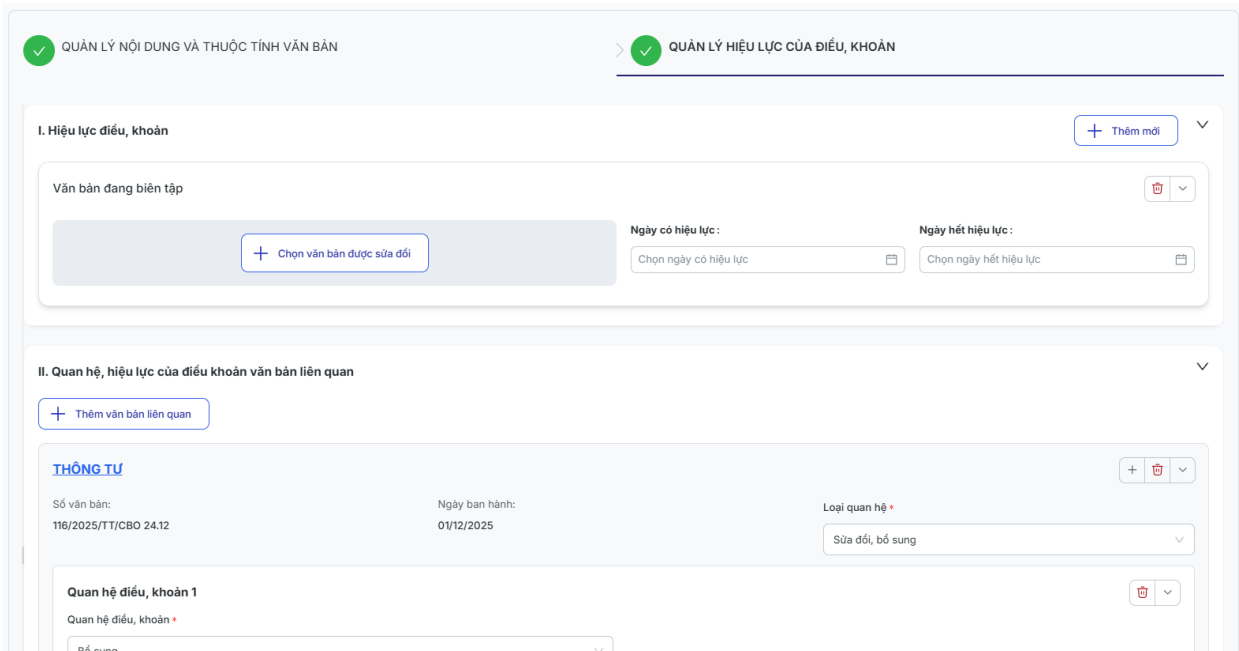 QUẢN LÝ NỘI DUNG VÀ THUỘC TÍNH VĂN BẢN
QUẢN LÝ HIỆU LỰC CỦA ĐIỀU, KHOẢN
I. Hiệu lực điều, khoản
Thêm mới
Văn bản đang biên tập
Chọn văn bản được sửa đổi
Ngày có hiệu lực :
Ngày hết hiệu lực :
Chọn ngày có hiệu lực
Chọn ngày hết hiệu lực
II. Quan hệ, hiệu lực của điều khoản văn bản liên quan
Thêm văn bản liên quan
THÔNG TƯ
Số văn bản:
Ngày ban hành:
Loại quan hệ *
116/2025/TT/CBO 24.12
01/12/2025
Sửa đổi, bổ sung
Quan hệ điều, khoản 1
Quan hệ điều, khoản *
Bổ sung